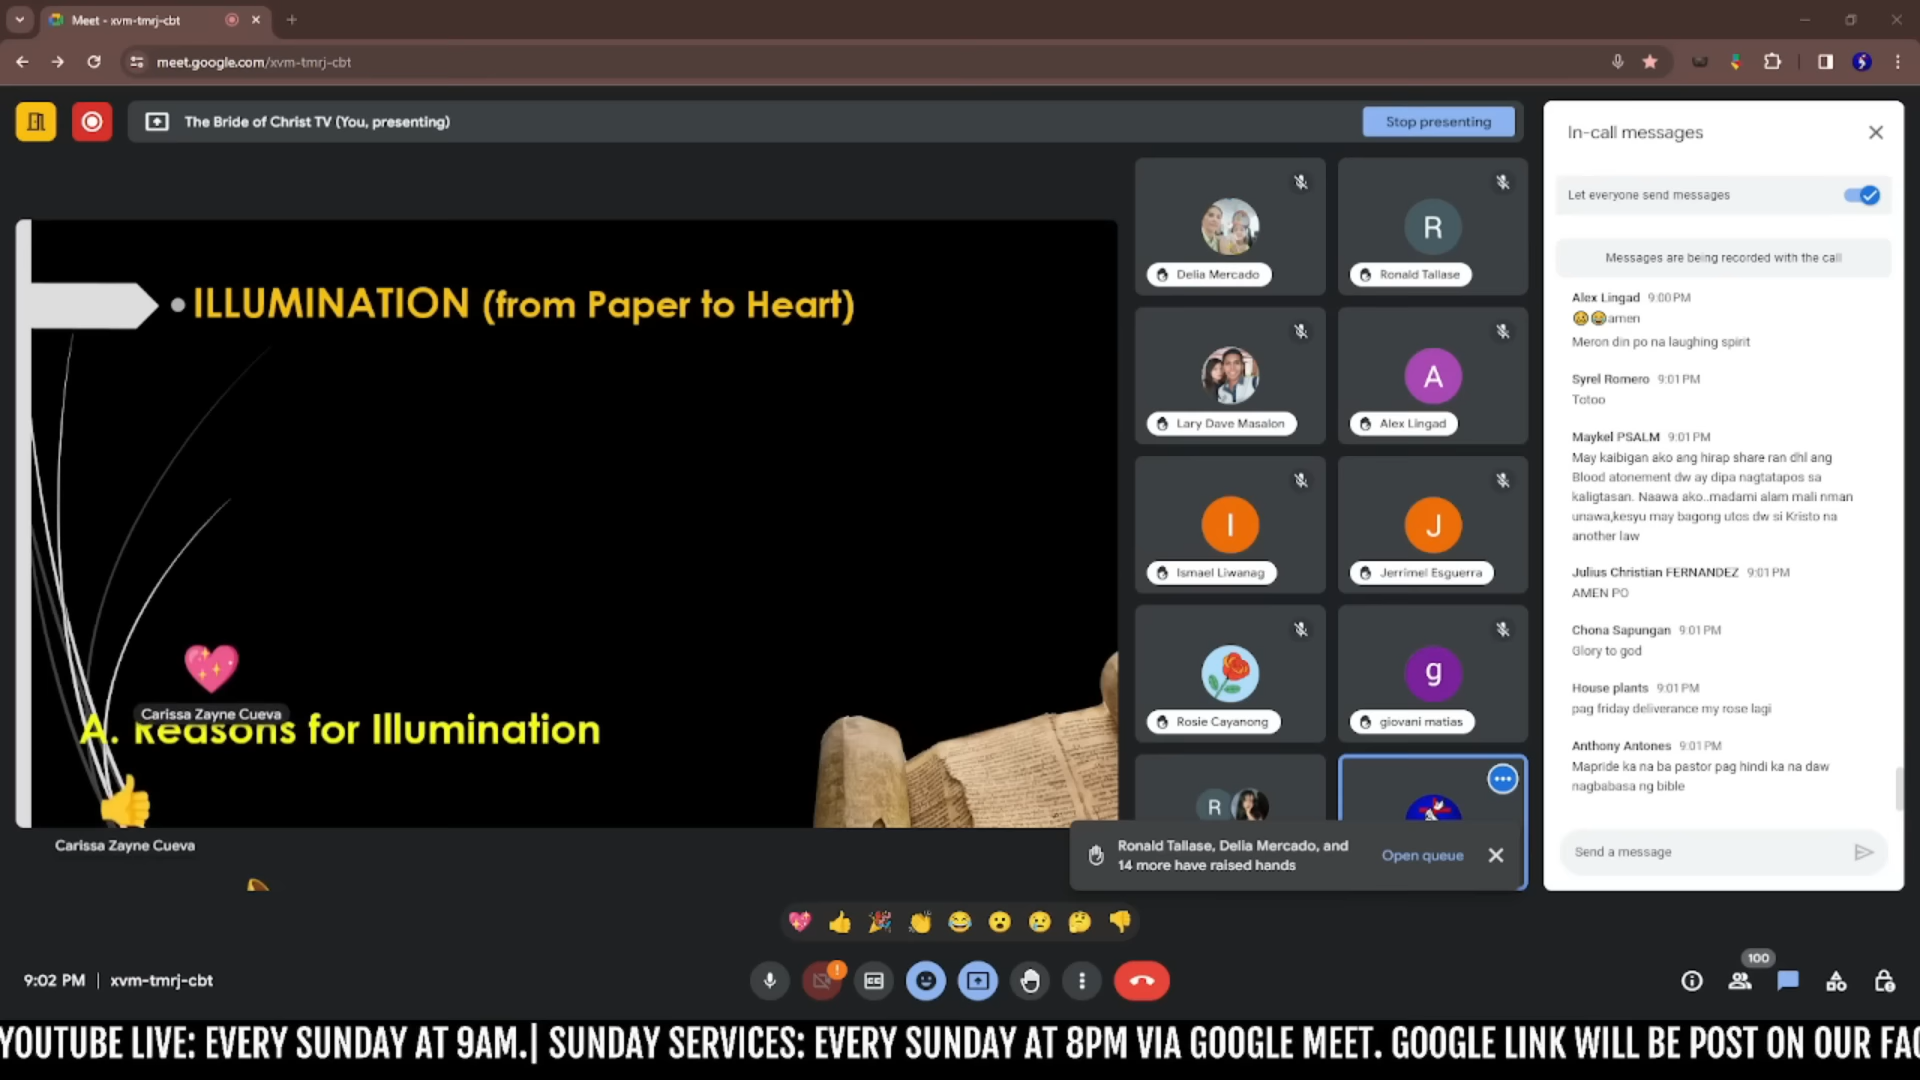 Meet - xvm-tmrj-cbt
meet.google.com/xvm-tmrj-cbt
The Bride of Christ TV (You, presenting)
Stop presenting
• ILLUMINATION (from Paper to Heart)
Carissa Zayne Cueva
A. Reasons for Illumination
Carissa Zayne Cueva
Delia Mercado
R
Ronald Tallase
Lary Dave Masalon
A
Alex Lingad
I
Ismael Liwanag
J
Jerrimel Esguerra
Rosie Cayanong
g
giovani matias
R
Ronald Tallase, Delia Mercado, and
14 more have raised hands
Open queue
In-call messages
Let everyone send messages
Messages are being recorded with the call
Alex Lingad 9:00 PM
😥😂amen
Meron din po na laughing spirit
Syrel Romero 9:01 PM
Totoo
Maykel PSALM 9:01 PM
May kaibigan ako ang hirap share ran dhl ang
Blood atonement dw ay dipa nagtatapos sa
kaligtasan. Naawa ako..madami alam mali nman
unawa,kesyu may bagong utos dw si Kristo na
another law
Julius Christian FERNANDEZ 9:01 PM
AMEN PO
Chona Sapungan 9:01 PM
Glory to god
House plants 9:01 PM
pag friday deliverance my rose lagi
Anthony Antones 9:01 PM
Mapride ka na ba pastor pag hindi ka na daw
nagbabasa ng bible
Send a message
9:02 PM | xvm-tmrj-cbt
100
YOUTUBE LIVE: EVERY SUNDAY AT 9AM.| SUNDAY SERVICES: EVERY SUNDAY AT 8PM VIA GOOGLE MEET. GOOGLE LINK WILL BE POST ON OUR FAC